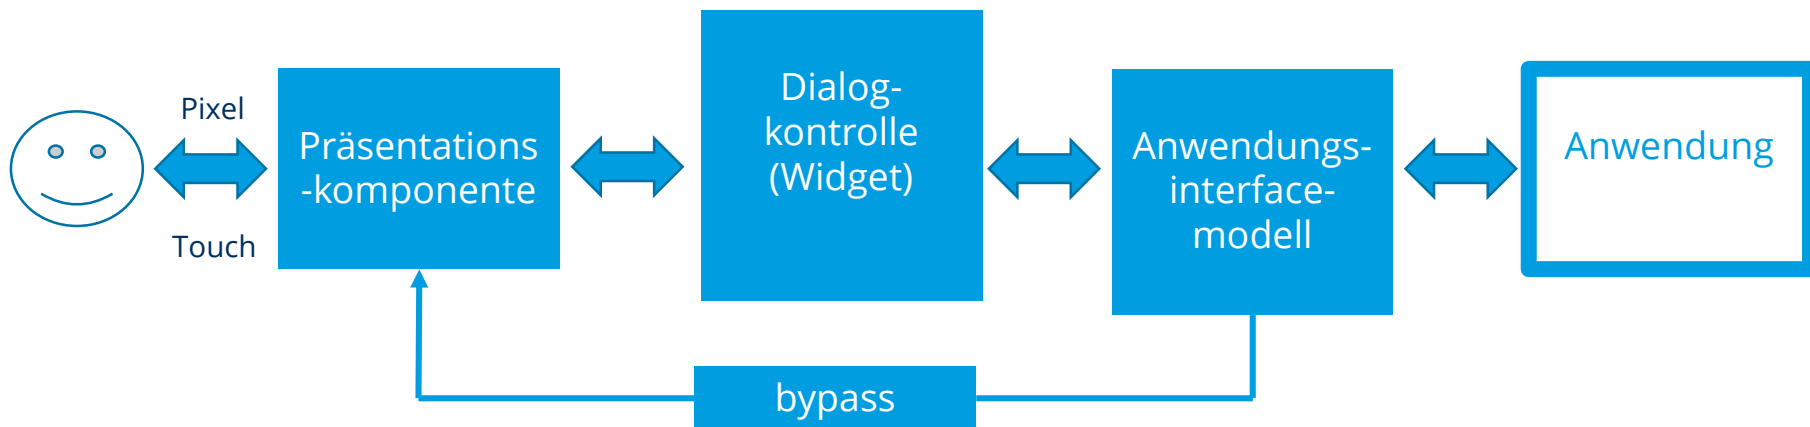 Pixel
Touch
Präsentations
-komponente
Dialog-
kontrolle
(Widget)
Anwendungs-
interface-
modell
Anwendung
bypass